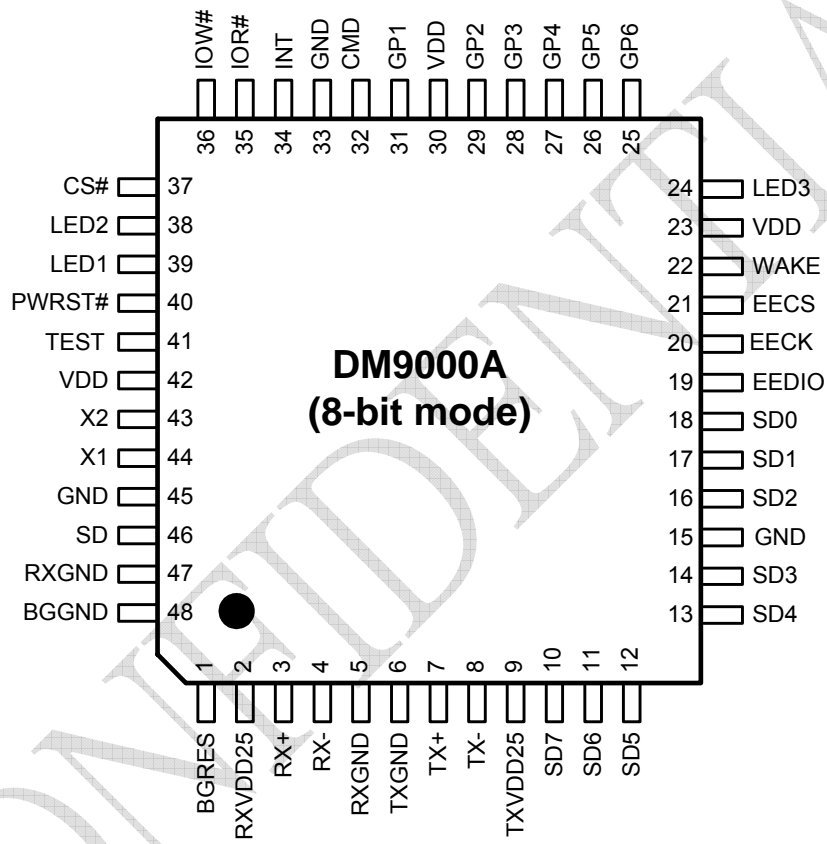 IOW#
IOR#
INT
GND
CMD
GP1
VDD
GP2
GP3
GP4
GP5
GP6
36
35
34
33
32
31
30
29
28
27
26
25
CS# 37
LED2 38
LED1 39
PWRST# 40
TEST 41
VDD 42
X2 43
X1 44
GND 45
SD 46
RXGND 47
BGGND 48
DM9000A
(8-bit mode)
24 LED3
23 VDD
22 WAKE
21 EECS
20 EECK
19 EEDIO
18 SD0
17 SD1
16 SD2
15 GND
14 SD3
13 SD4
1
2
3
4
5
6
7
8
9
10
11
12
BGRES
RXVDD25
RX+
RX-
RXGND
TXGND
TX+
TX-
TXVDD25
SD7
SD6
SD5
ONFIDENTIA